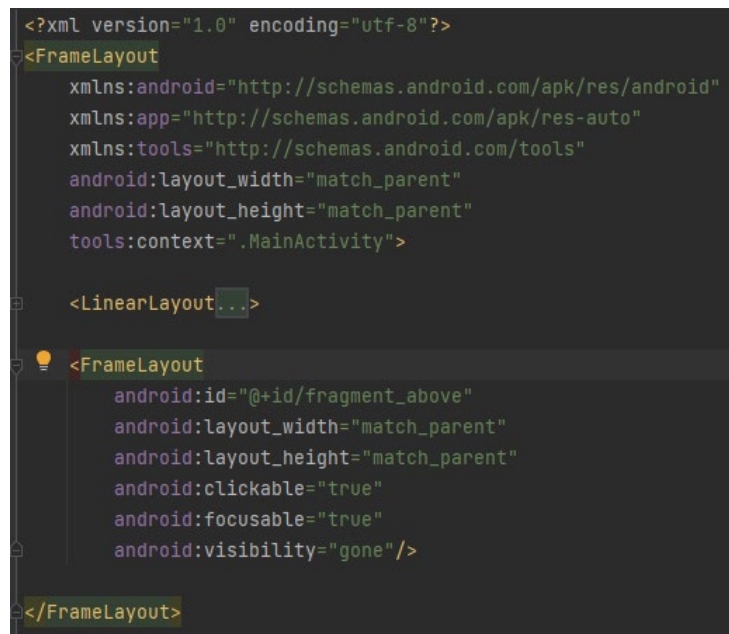 <?xml version="1.0" encoding="utf-8"?>
<FrameLayout
    xmlns:android="http://schemas.android.com/apk/res/android"
    xmlns:app="http://schemas.android.com/apk/res-auto"
    xmlns:tools="http://schemas.android.com/tools"
    android:layout_width="match_parent"
    android:layout_height="match_parent"
    tools:context=".MainActivity">
    <LinearLayout...>
    <FrameLayout
        android:id="@+id/fragment_above"
        android:layout_width="match_parent"
        android:layout_height="match_parent"
        android:clickable="true"
        android:focusable="true"
        android:visibility="gone"/>
</FrameLayout>